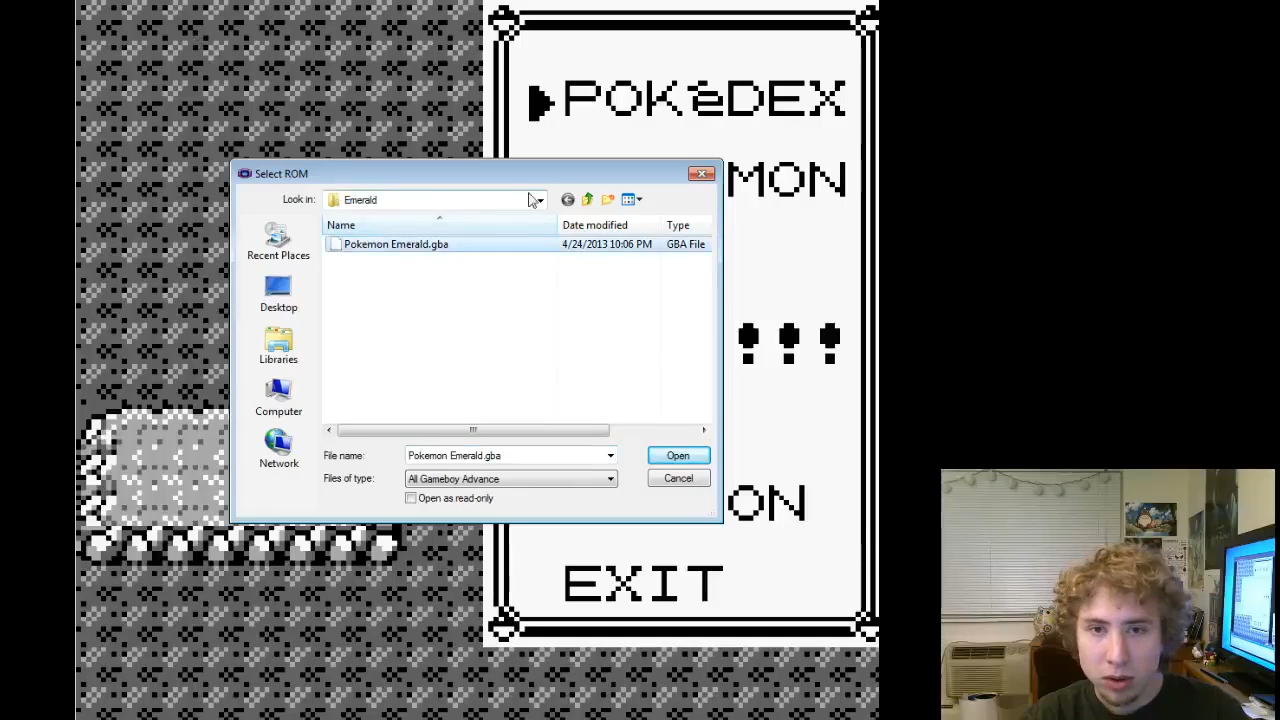 POKéDEX
MON
!!!
ON
EXIT
Select ROM
Look in:
Emerald
Name
Date modified
Type
Pokemon Emerald.gba
4/24/2013 10:06 PM
GBA File
Recent Places
Desktop
Libraries
Computer
Network
File name:
Pokemon Emerald.gba
Open
Files of type:
All Gameboy Advance
Cancel
Open as read-only